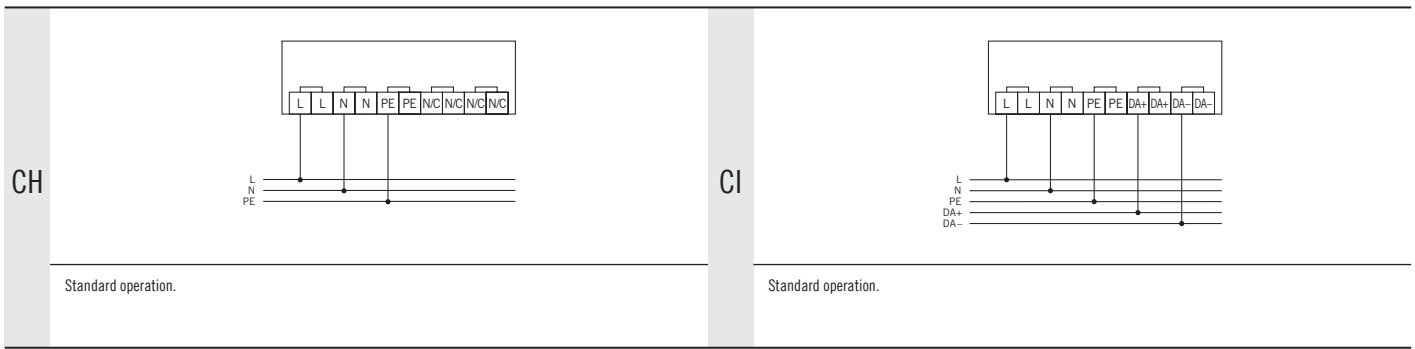 CH
L L N N PE PE N/C N/C N/C N/C
L
N
PE
Standard operation.
CI
L L N N PE PE DA+ DA+ DA– DA–
L
N
PE
DA+
DA–
Standard operation.